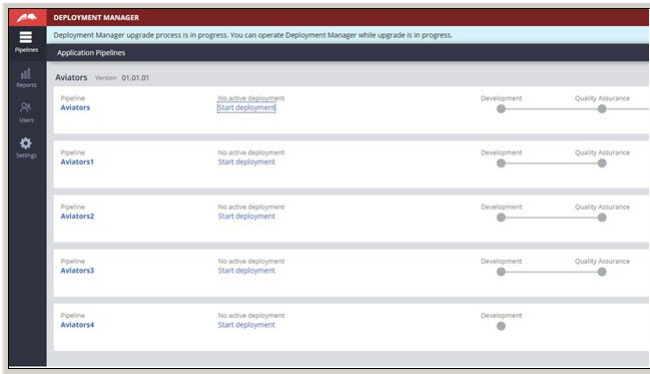 DEPLOYMENT MANAGER
Deployment Manager upgrade process is in progress. You can operate Deployment Manager while upgrade is in progress.
Pipelines
Application Pipelines
Reports
Users
Settings
Aviators Version 01.01.01
Pipeline No active deployment Development Quality Assurance
Aviators Start deployment
Pipeline No active deployment Development Quality Assurance
Aviators1 Start deployment
Pipeline No active deployment Development Quality Assurance
Aviators2 Start deployment
Pipeline No active deployment Development Quality Assurance
Aviators3 Start deployment
Pipeline No active deployment Development
Aviators4 Start deployment